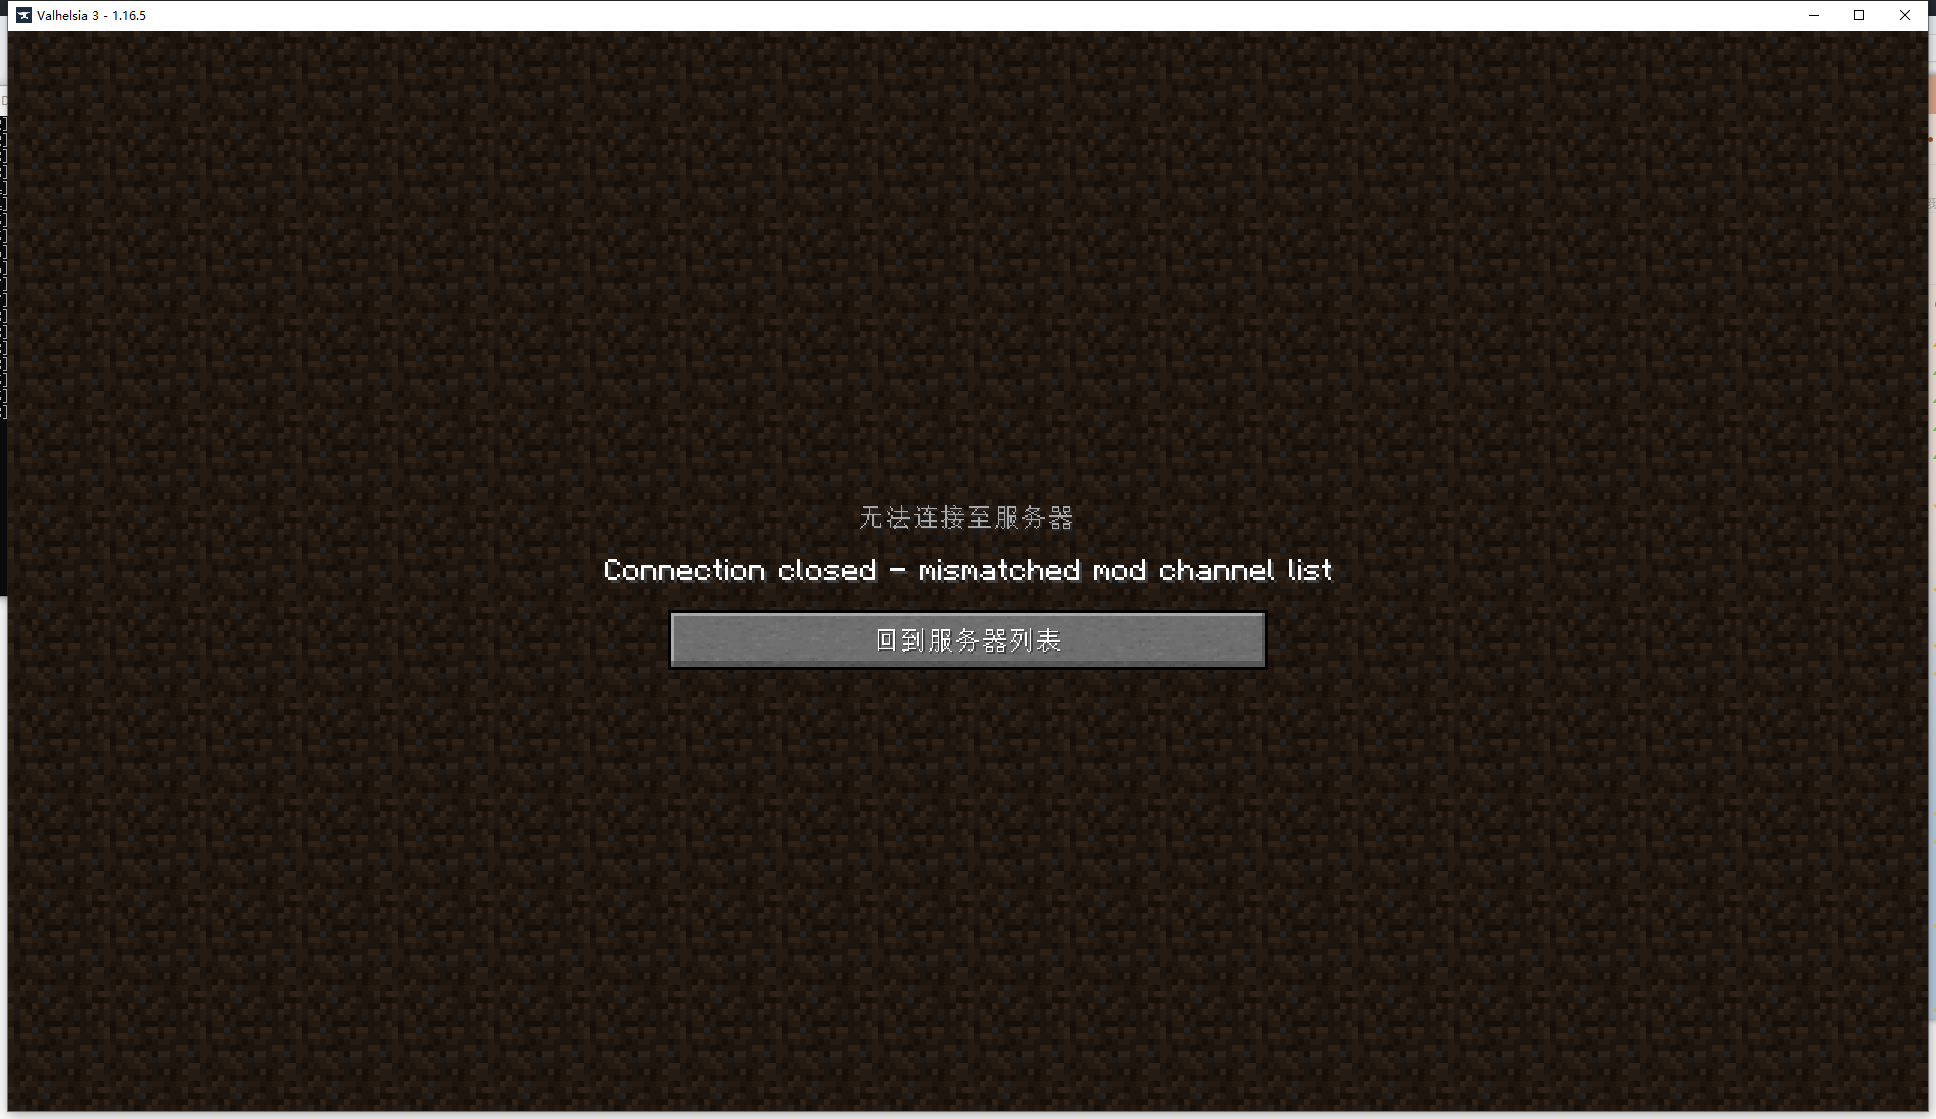 Valhelsia 3 - 1.16.5
无法连接至服务器
Connection closed - mismatched mod channel list
回到服务器列表